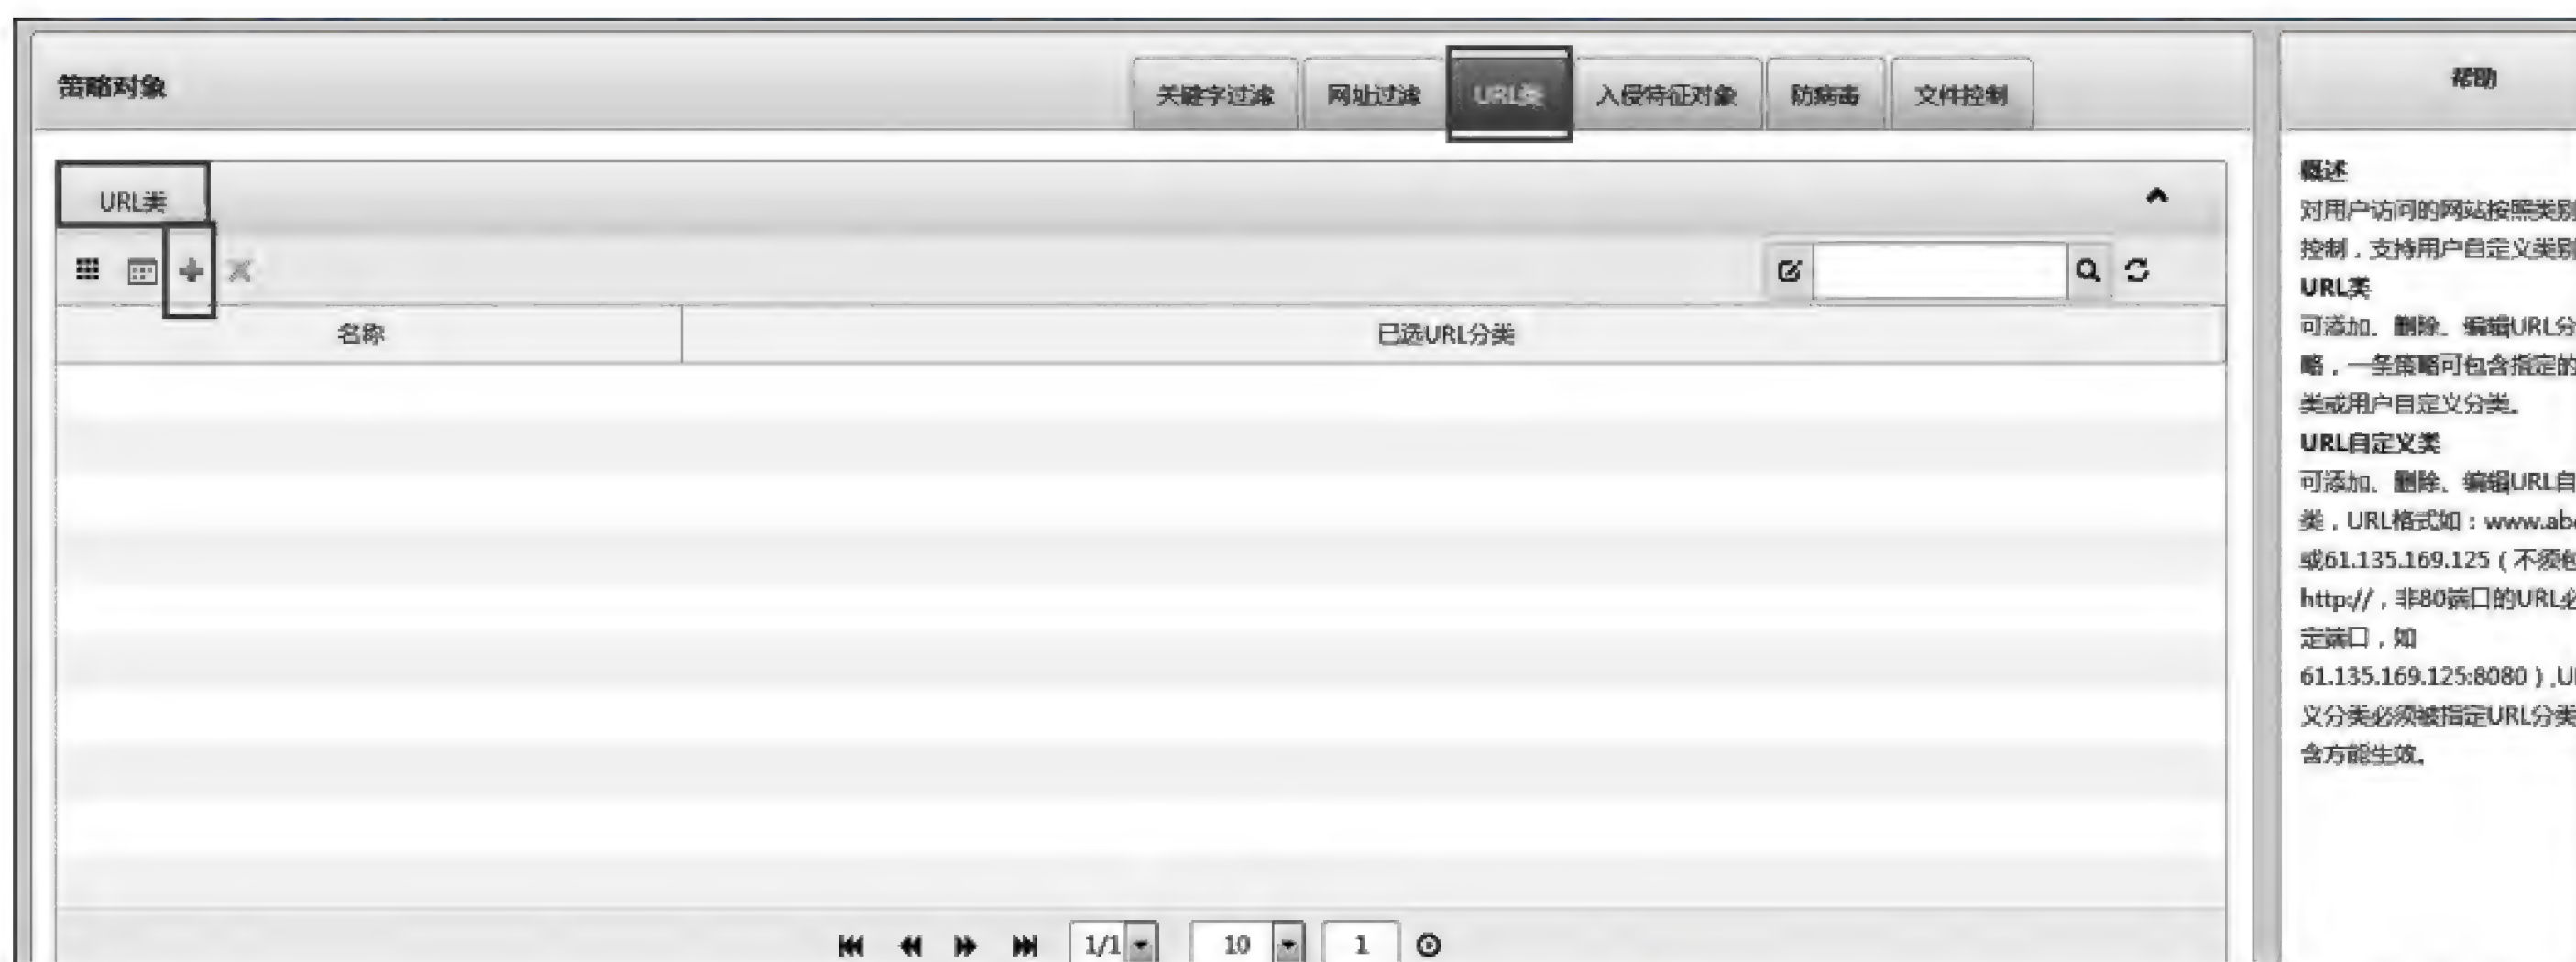 策略对象
关键字过滤 网址过滤 URL类 入侵特征对象 防病毒 文件控制
URL类
名称 已选URL分类
1/1 10 1
帮助
概述
对用户访问的网站按照类别
控制，支持用户自定义类别
URL类
可添加、删除、编辑URL分
略，一条策略可包含指定的
类或用户自定义分类。
URL自定义类
可添加、删除、编辑URL自
类，URL格式如：www.ab
或61.135.169.125（不须包
http://，非80端口的URL必
定端口，如
61.135.169.125:8080）,U
义分类必须被指定URL分类
含方能生效。